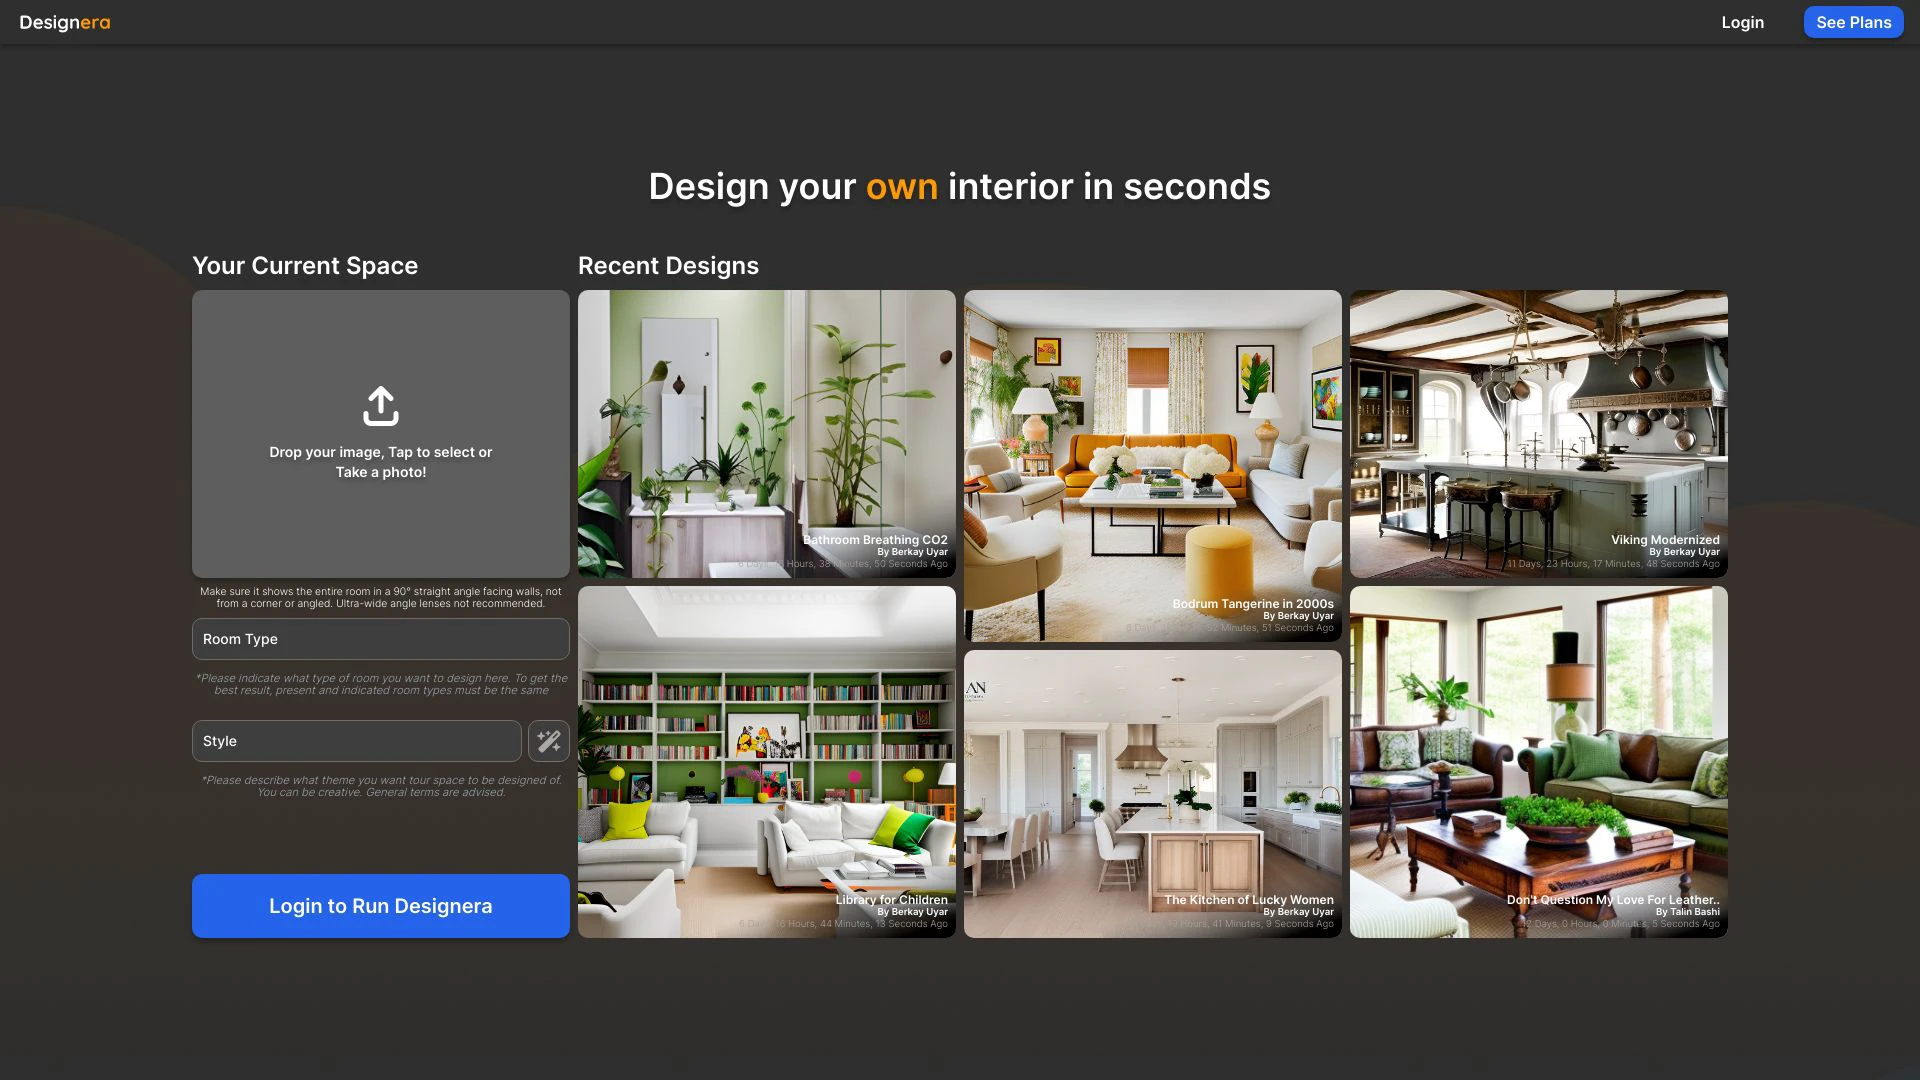 Designera
Login
See Plans
Design your own interior in seconds
Your Current Space
Recent Designs
Drop your image, Tap to select or
Take a photo!
Make sure it shows the entire room in a 90° straight angle facing walls, not
from a corner or angled. Ultra-wide angle lenses not recommended.
Room Type
*Please indicate what type of room you want to design here. To get the
best result, present and indicated room types must be the same
Style
*Please describe what theme you want tour space to be designed of.
You can be creative. General terms are advised.
Login to Run Designera
Bathroom Breathing CO2
By Berkay Uyar
6 Days, Hours, 38 Minutes, 50 Seconds Ago
Library for Children
By Berkay Uyar
6 Days, 16 Hours, 44 Minutes, 13 Seconds Ago
Bodrum Tangerine in 2000s
By Berkay Uyar
6 Days, 52 Minutes, 51 Seconds Ago
AN
The Kitchen of Lucky Women
By Berkay Uyar
Hours, 41 Minutes, 9 Seconds Ago
Viking Modernized
By Berkay Uyar
11 Days, 23 Hours, 17 Minutes, 48 Seconds Ago
Don't Question My Love For Leather..
By Talin Bashi
12 Days, 0 Hours, 0 Minutes, 5 Seconds Ago